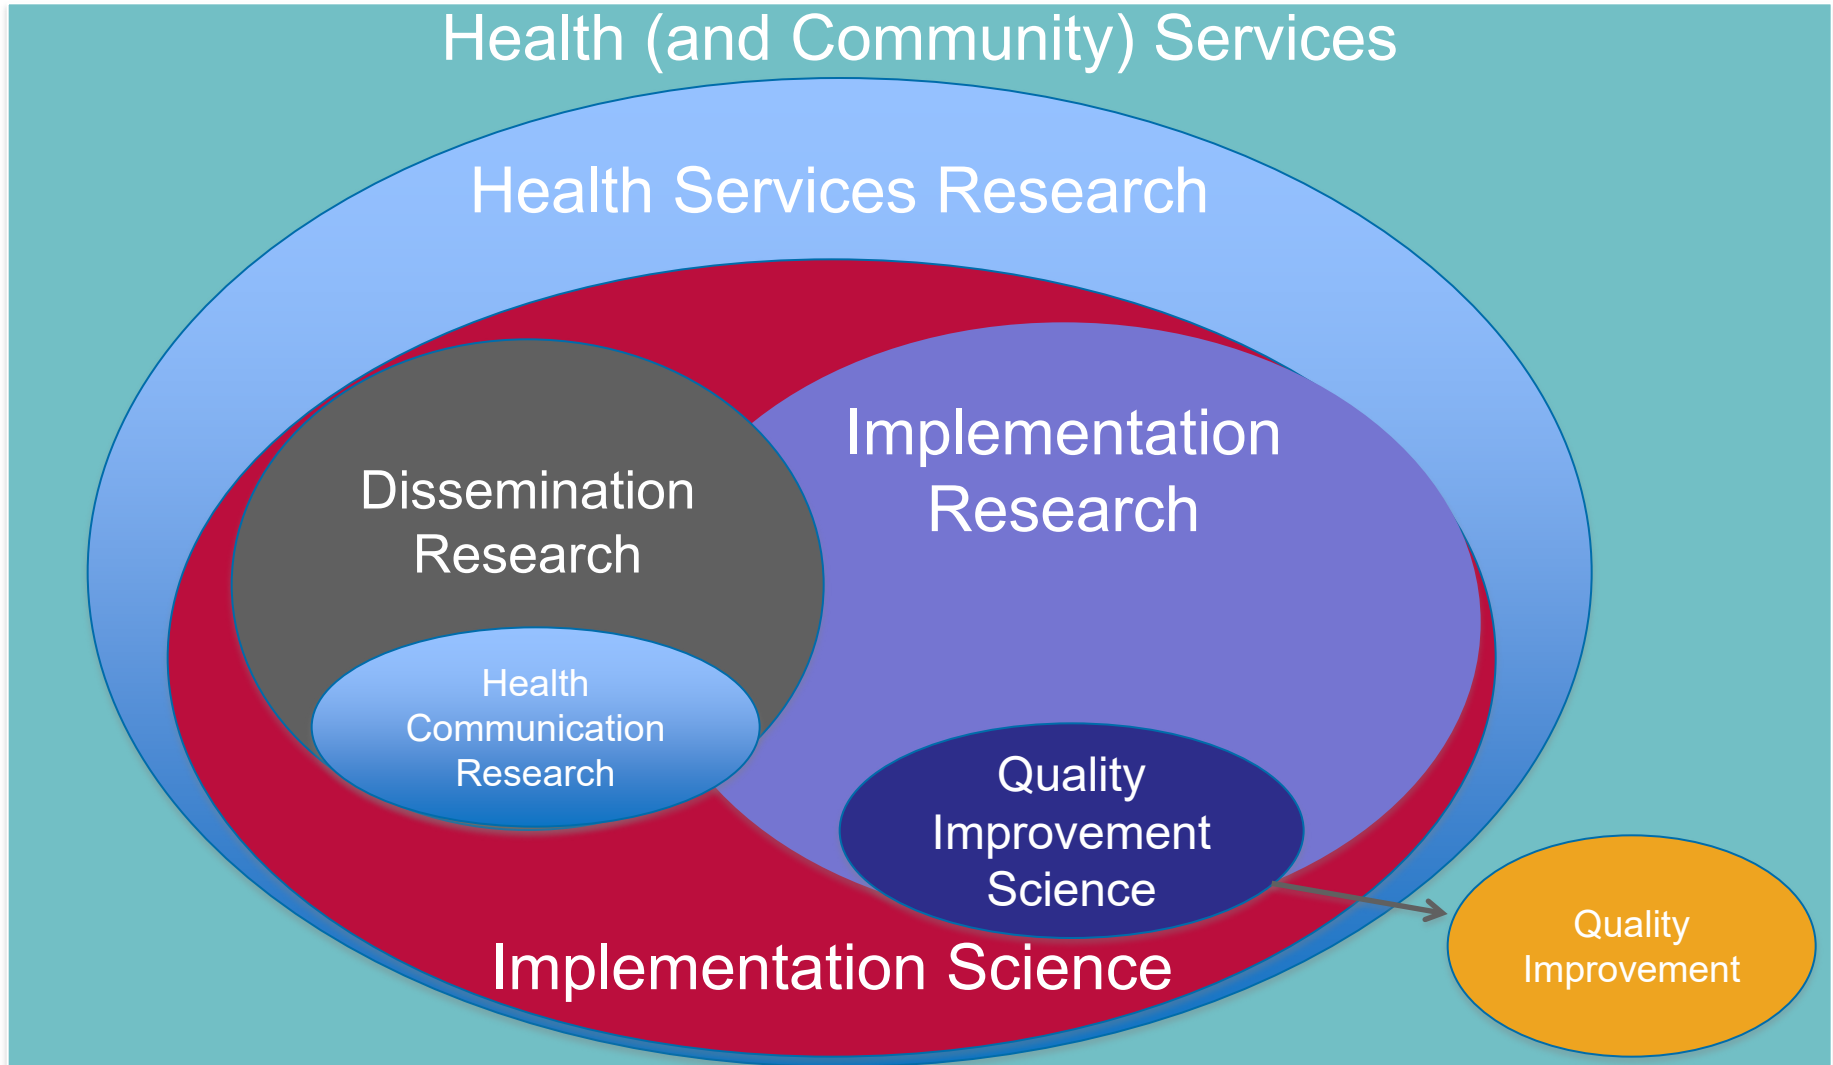 Health (and Community) Services
Health Services Research
Implementation
Research
Dissemination
Research
Health
Communication
Research
Quality
Improvement
Science
Quality
Improvement
Implementation Science